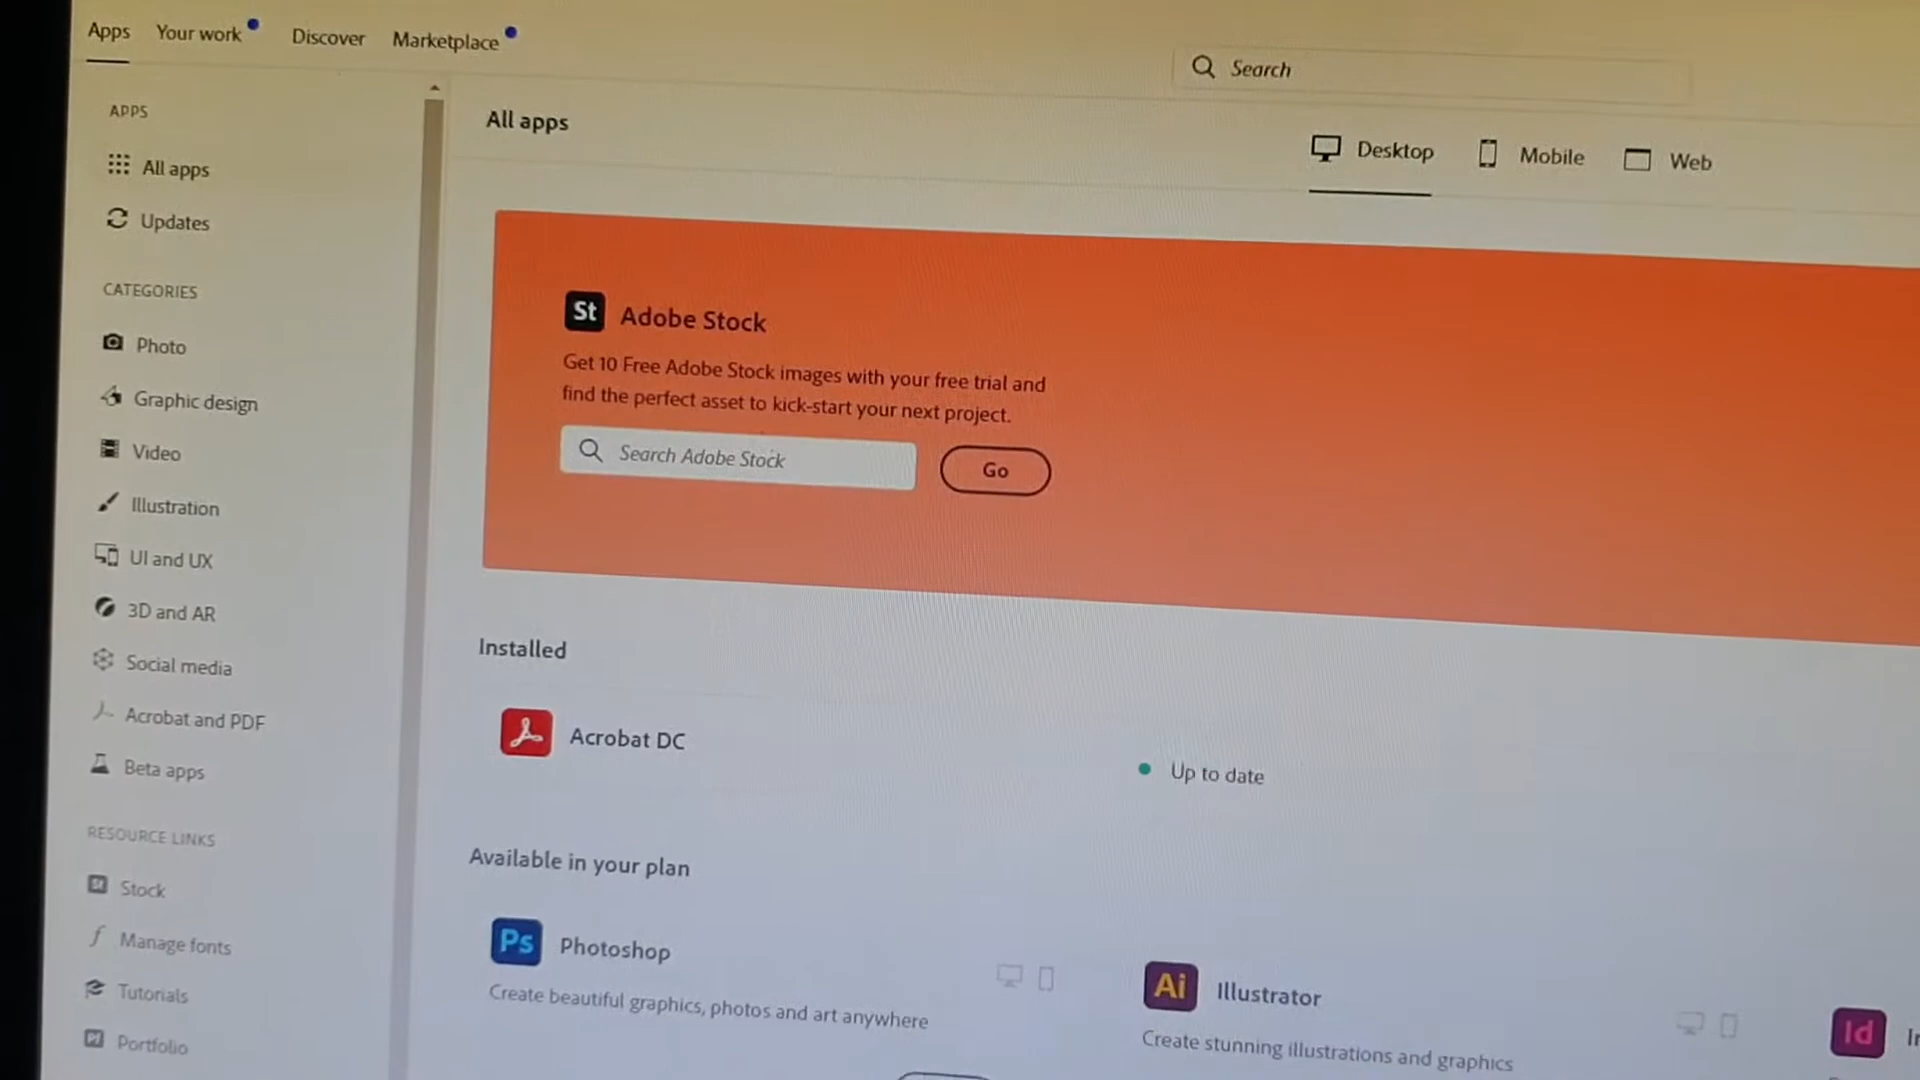 Apps Your work Discover Marketplace
Search
APPS
All apps
Updates
CATEGORIES
Photo
Graphic design
Video
Illustration
UI and UX
3D and AR
Social media
Acrobat and PDF
Beta apps
RESOURCE LINKS
St Stock
Manage fonts
Tutorials
Portfolio
All apps
Desktop Mobile Web
St Adobe Stock
Get 10 Free Adobe Stock images with your free trial and
find the perfect asset to kick-start your next project.
Search Adobe Stock Go
Installed
Acrobat DC
Up to date
Available in your plan
Ps Photoshop
Create beautiful graphics, photos and art anywhere
Ai Illustrator
Create stunning illustrations and graphics
Id